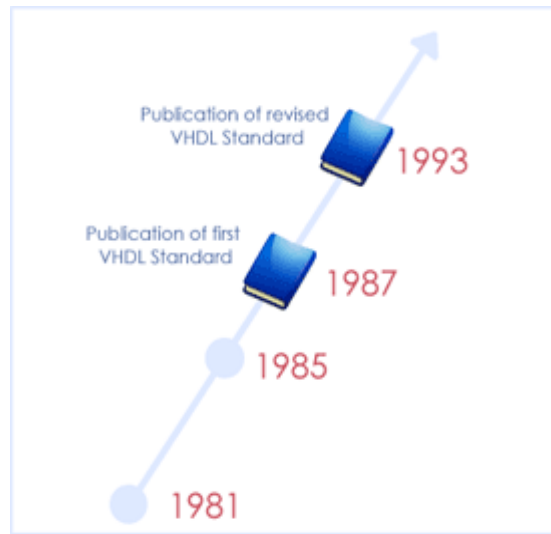 Publication of revised
VHDL Standard
1993
Publication of first
VHDL Standard
1987
1985
1981